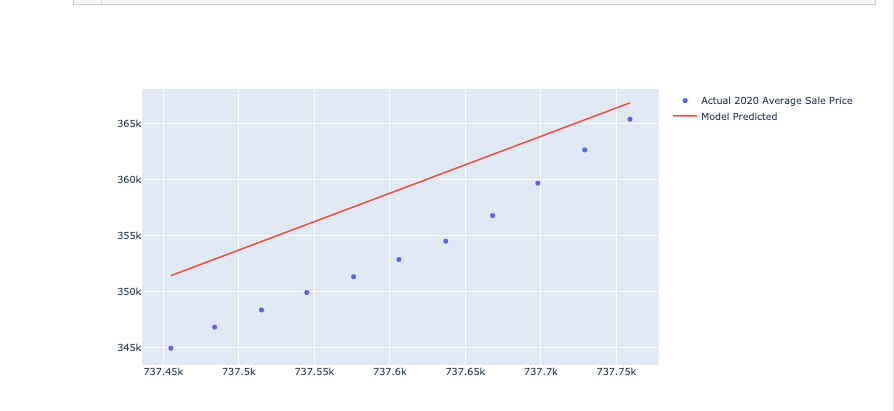 Actual 2020 Average Sale Price
Model Predicted
365k
360k
355k
350k
345k
737.45k 737.5k 737.55k 737.6k 737.65k 737.7k 737.75k